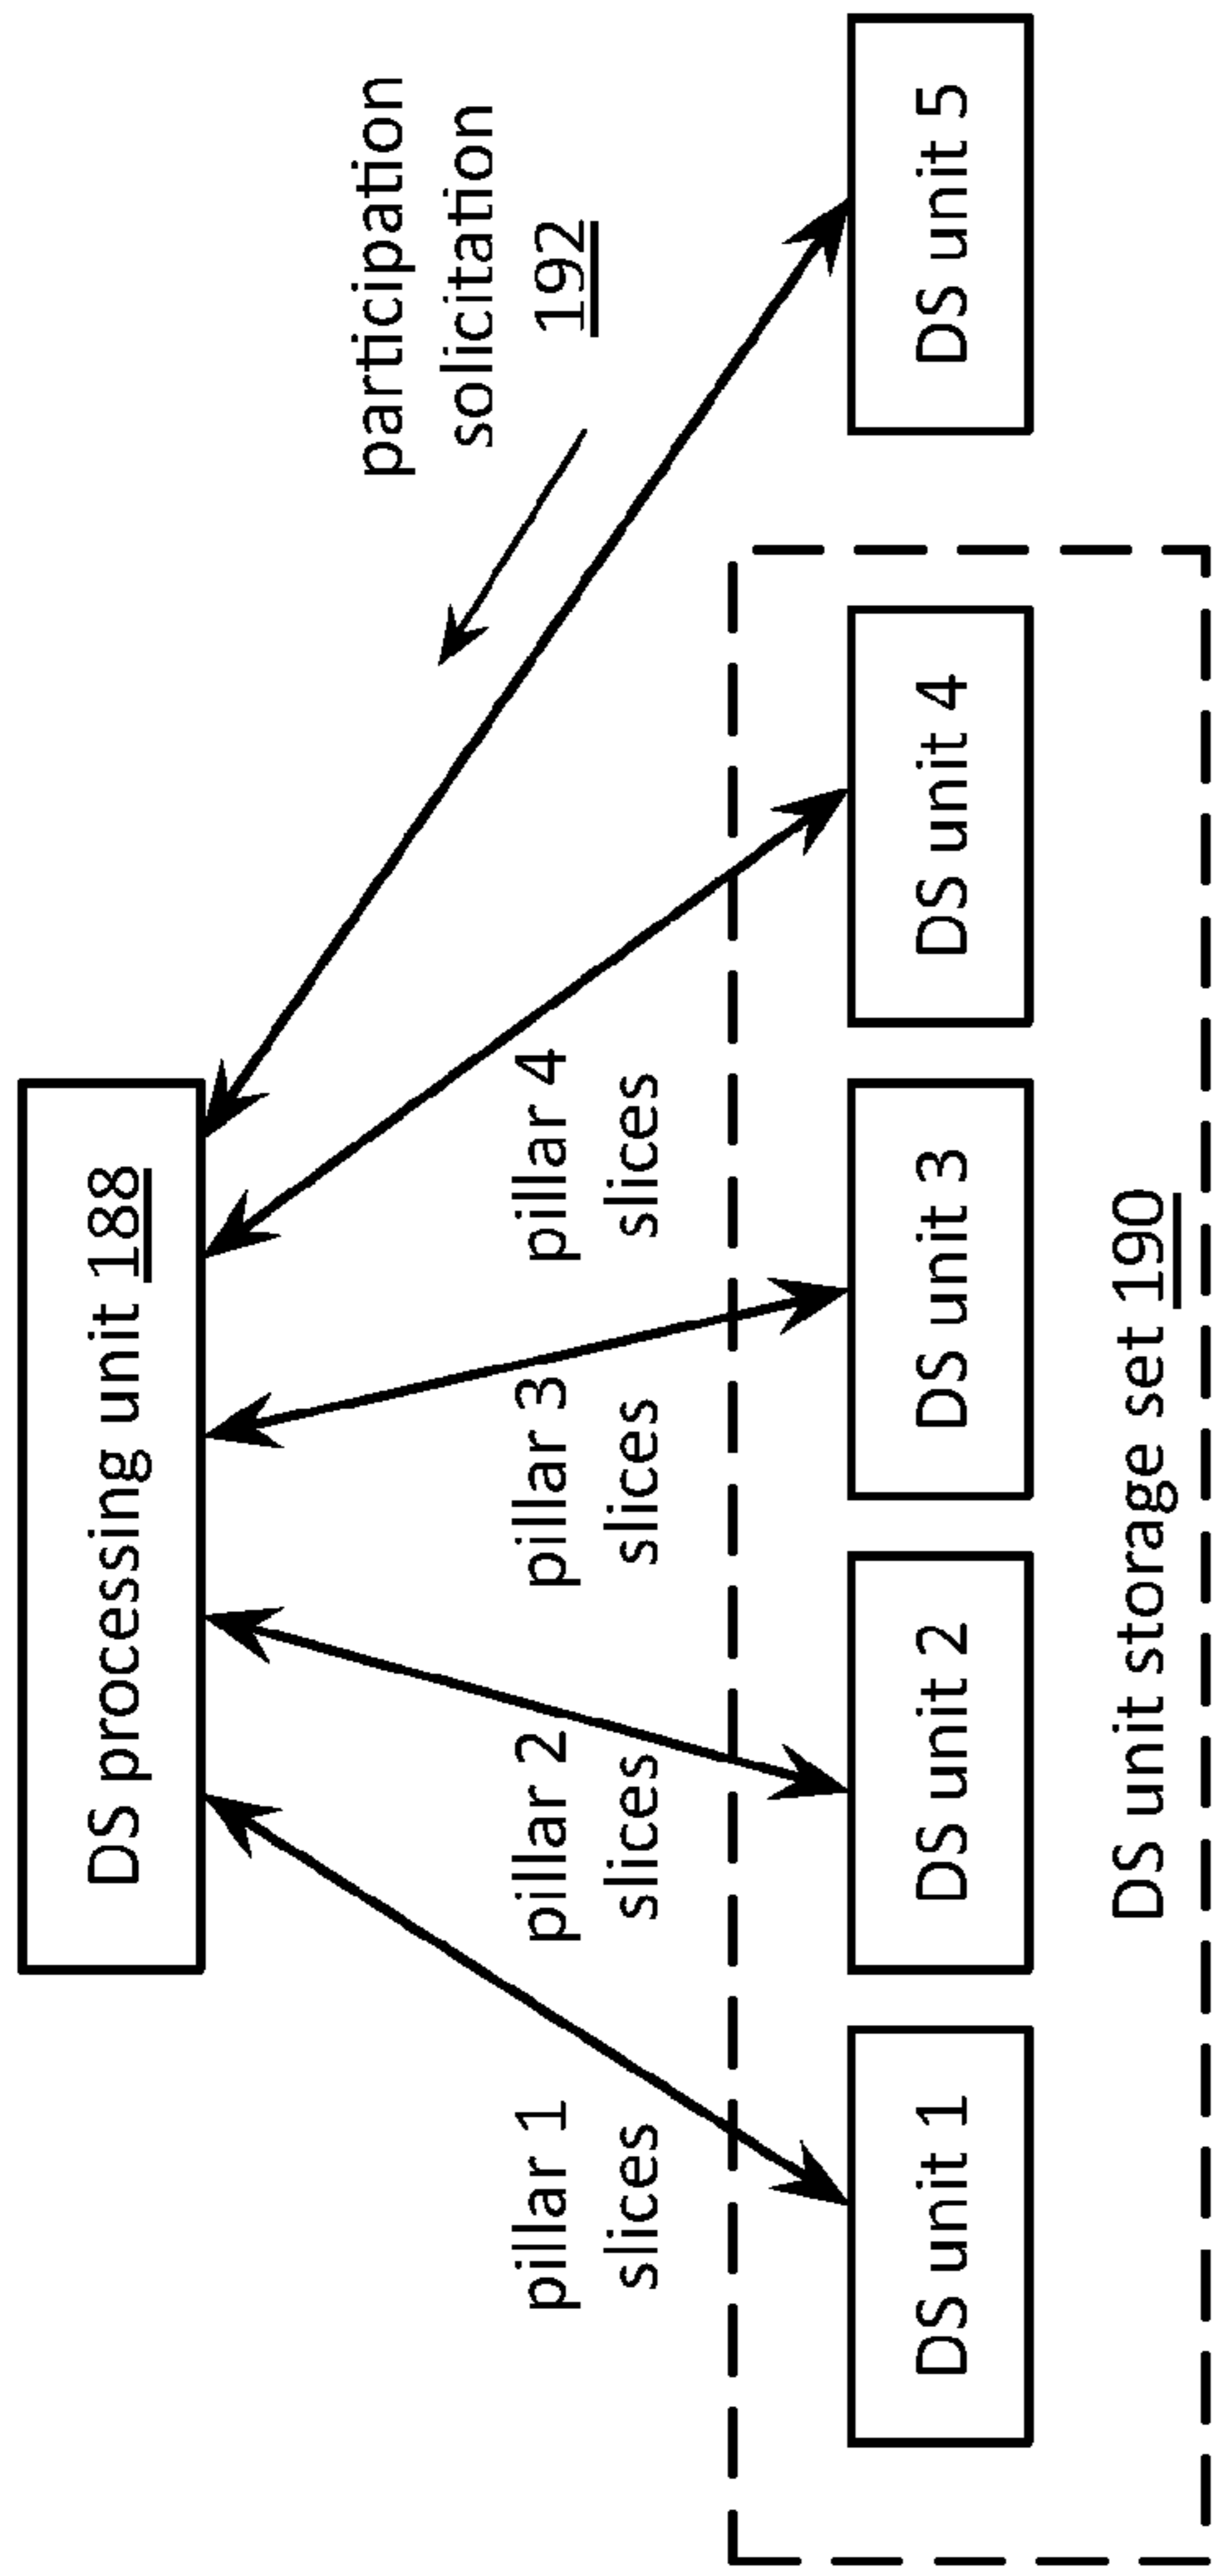 DS processing unit 188
participation
solicitation
192
pillar 1
slices
pillar 2
slices
pillar 3
slices
pillar 4
slices
DS unit 1
DS unit 2
DS unit 3
DS unit 4
DS unit 5
DS unit storage set 190